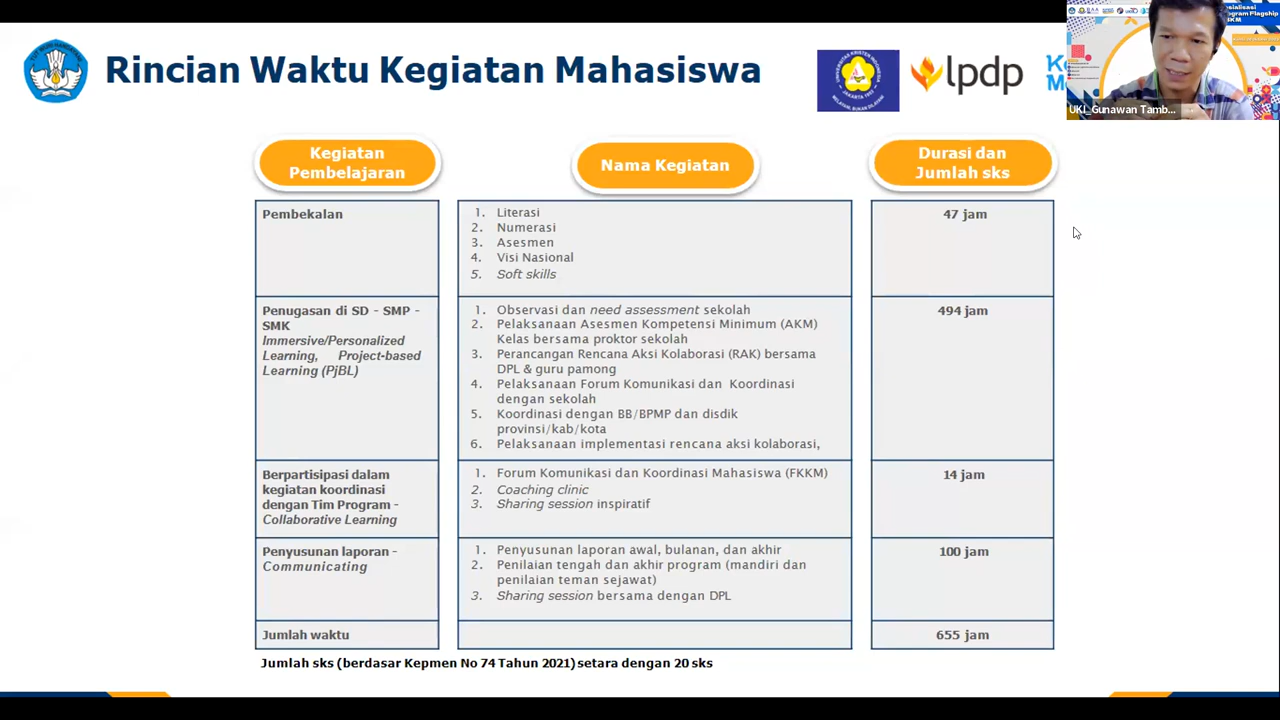 Rincian Waktu Kegiatan Mahasiswa
lpdp
UKI_Gunawan Tamb...
Kegiatan
Pembelajaran
Nama Kegiatan
Durasi dan
Jumlah sks
Pembekalan
1. Literasi
2. Numerasi
3. Asesmen
4. Visi Nasional
5. Soft skills
47 jam
Penugasan di SD - SMP -
SMK
Immersive/Personalized
Learning, Project-based
Learning (PjBL)
1. Observasi dan need assessment sekolah
2. Pelaksanaan Asesmen Kompetensi Minimum (AKM)
Kelas bersama proktor sekolah
3. Perancangan Rencana Aksi Kolaborasi (RAK) bersama
DPL & guru pamong
4. Pelaksanaan Forum Komunikasi dan Koordinasi
dengan sekolah
5. Koordinasi dengan BB/BPMP dan disdik
provinsi/kab/kota
6. Pelaksanaan implementasi rencana aksi kolaborasi,
494 jam
Berpartisipasi dalam
kegiatan koordinasi
dengan Tim Program -
Collaborative Learning
1. Forum Komunikasi dan Koordinasi Mahasiswa (FKKM)
2. Coaching clinic
3. Sharing session inspiratif
14 jam
Penyusunan laporan -
Communicating
1. Penyusunan laporan awal, bulanan, dan akhir
2. Penilaian tengah dan akhir program (mandiri dan
penilaian teman sejawat)
3. Sharing session bersama dengan DPL
100 jam
Jumlah waktu
655 jam
Jumlah sks (berdasar Kepmen No 74 Tahun 2021) setara dengan 20 sks